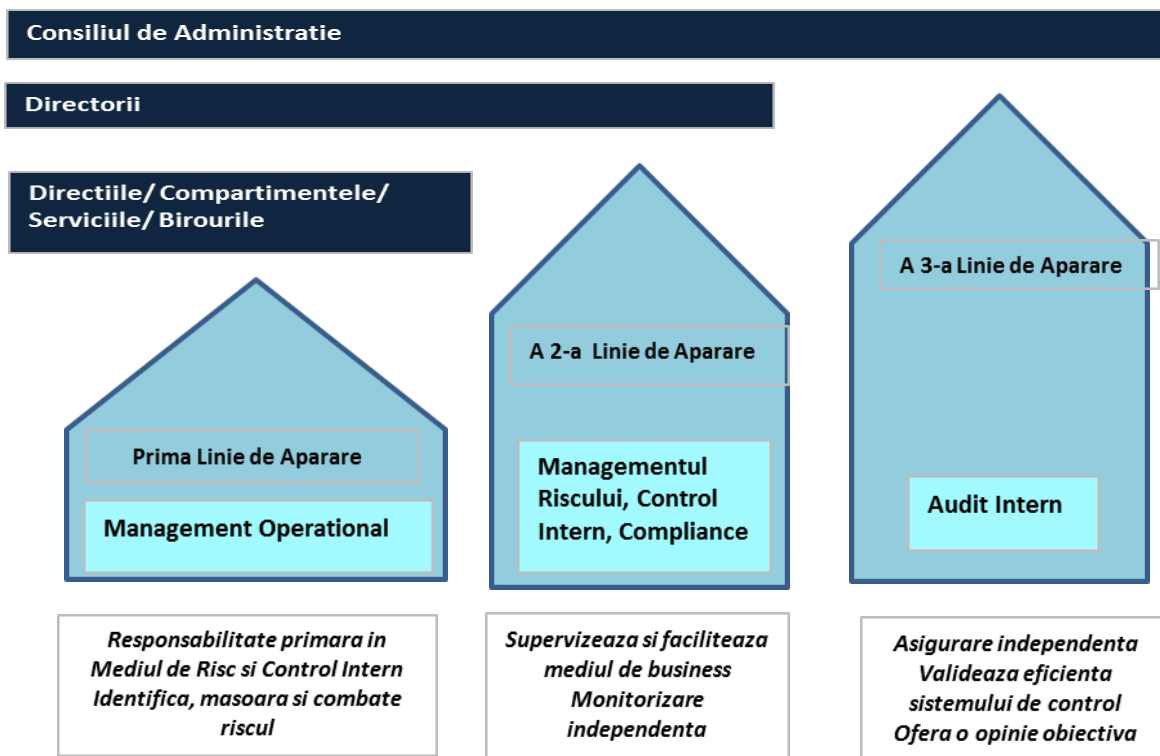 Consiliul de Administratie
Directorii
Directiile/ Compartimentele/
Serviciile/ Birourile
Prima Linie de Aparare
Management Operational
Responsabilitate primara in
Mediul de Risc si Control Intern
Identifica, masoara si combate
riscul
A 2-a Linie de Aparare
Managementul
Riscului, Control
Intern, Compliance
Supervizeaza si faciliteaza
mediul de business
Monitorizare
independenta
A 3-a Linie de Aparare
Audit Intern
Asigurare independenta
Valideaza eficienta
sistemului de control
Ofera o opinie obiectiva